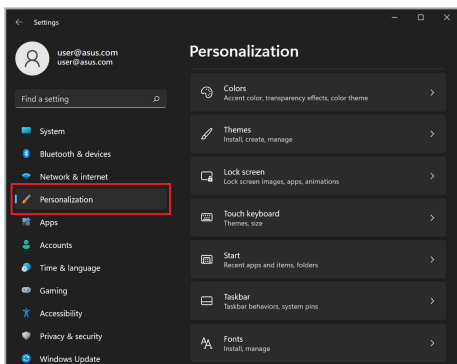 Settings
user@asus.com
user@asus.com
Find a setting
System
Bluetooth & devices
Network & internet
Personalization
Apps
Accounts
Time & language
Gaming
Accessibility
Privacy & security
Windows Update
Personalization
Colors
Accent color, transparency effects, color theme
Themes
Install, create, manage
Lock screen
Lock screen images, apps, animations
Touch keyboard
Themes, size
Start
Recent apps and items, folders
Taskbar
Taskbar behaviors, system pins
Fonts
Install, manage